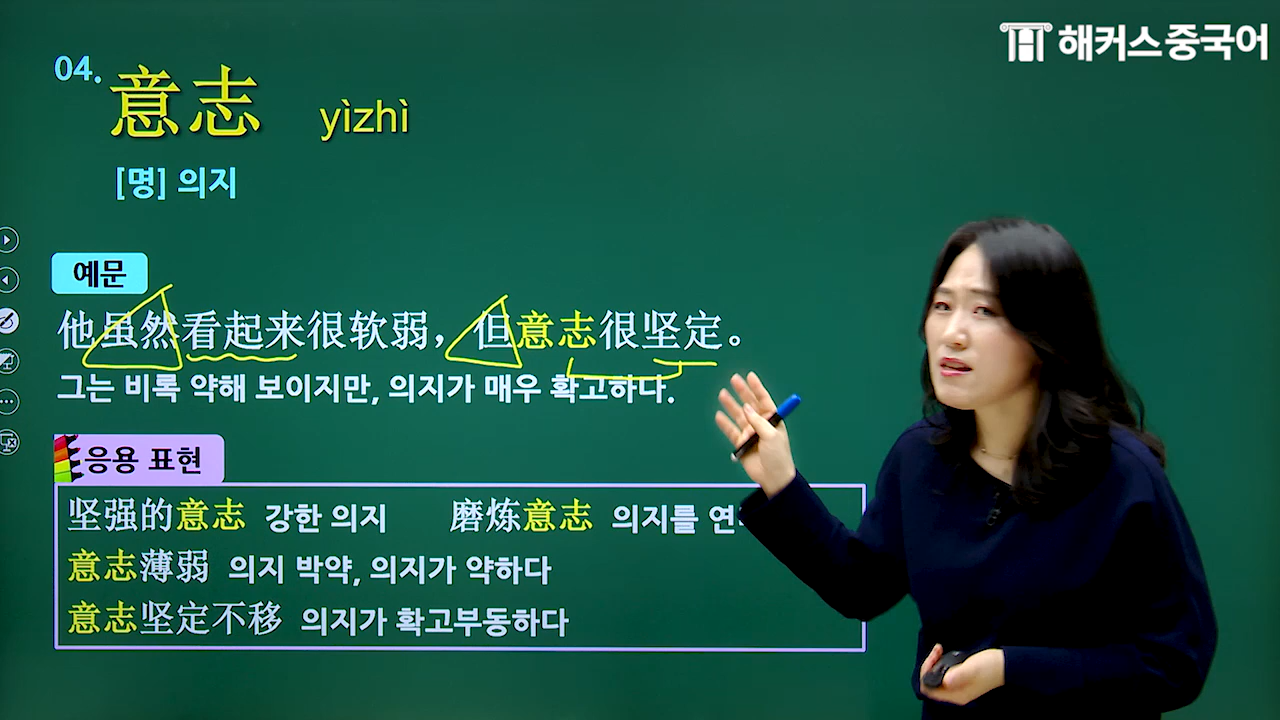 해커스중국어
04. 意志 yìzhì
[명] 의지
예문
他虽然看起来很软弱，但意志很坚定。
그는 비록 약해 보이지만, 의지가 매우 확고하다.
응용 표현
坚强的意志 강한 의지 磨炼意志 의지를
意志薄弱 의지 박약, 의지가 약하다
意志坚定不移 의지가 확고부동하다